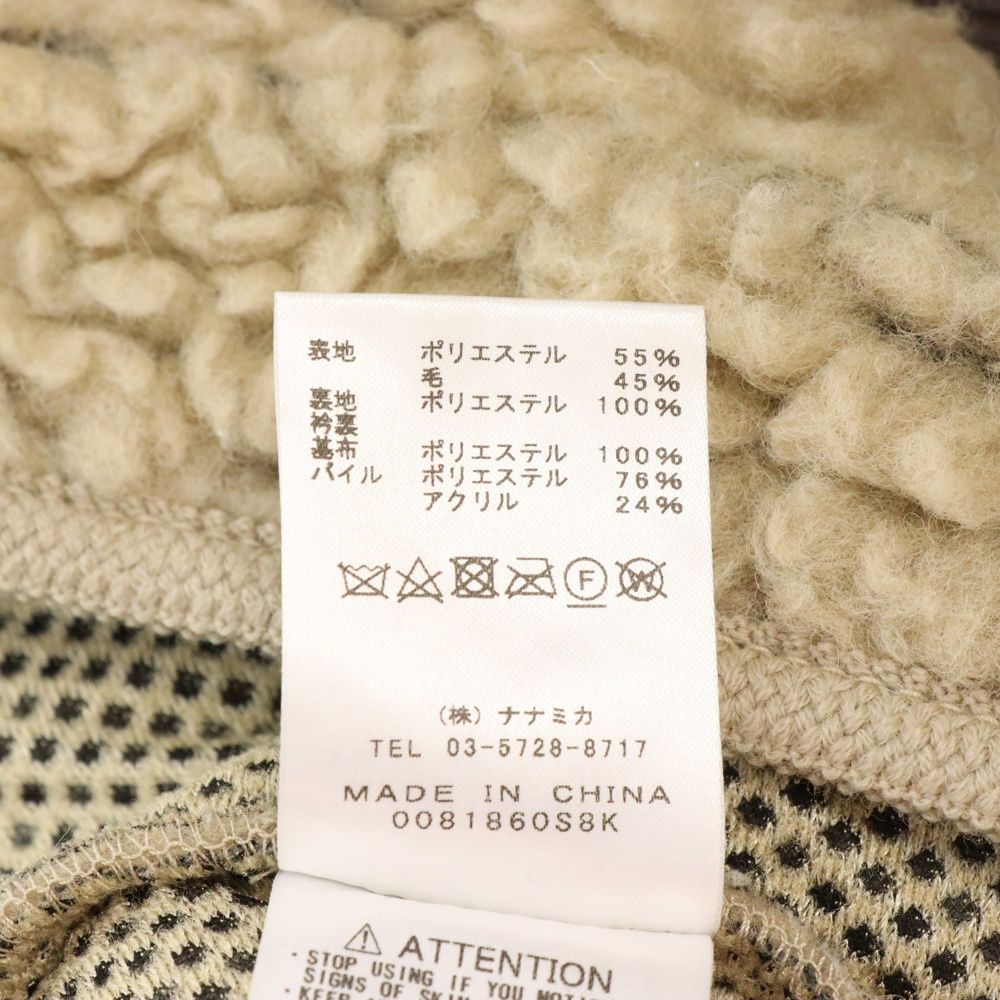 表地 ポリエステル 55%
毛 45%
裏地 ポリエステル 100%
衿裏
基布 ポリエステル 100%
パイル ポリエステル 76%
アクリル 24%
F W
(株) ナナミカ
TEL 03-5728-8717
MADE IN CHINA
0081860S8K
ATTENTION
・STOP USING IF YOU NOTICE
SIGNS OF SKIN
・KEEP